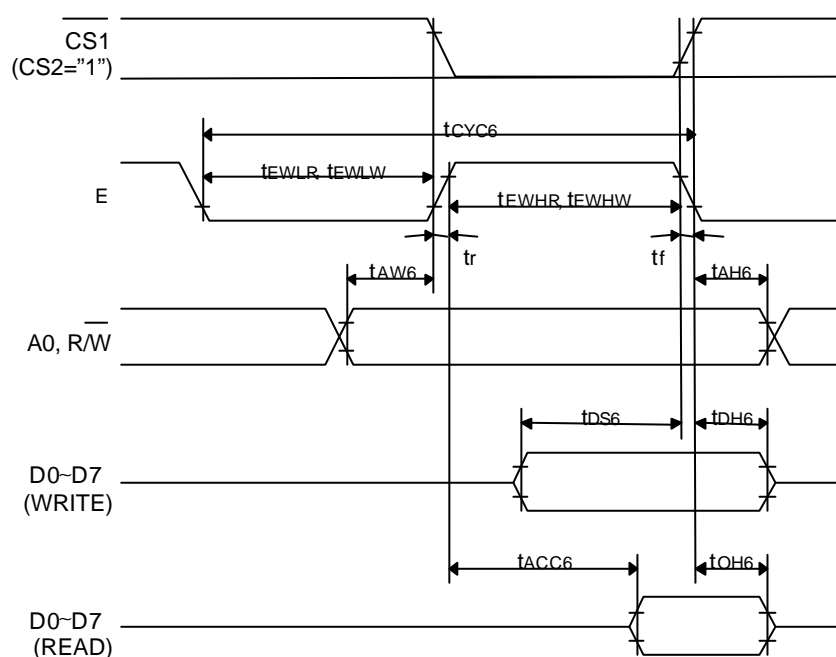 CS1
(CS2="1")
tCYC6
tEWLR, tEWLW
E
tEWHR, tEWHW
tr
tf
tAW6
tAH6
A0, R/W
tDS6
tDH6
D0~D7
(WRITE)
tACC6
tOH6
D0~D7
(READ)